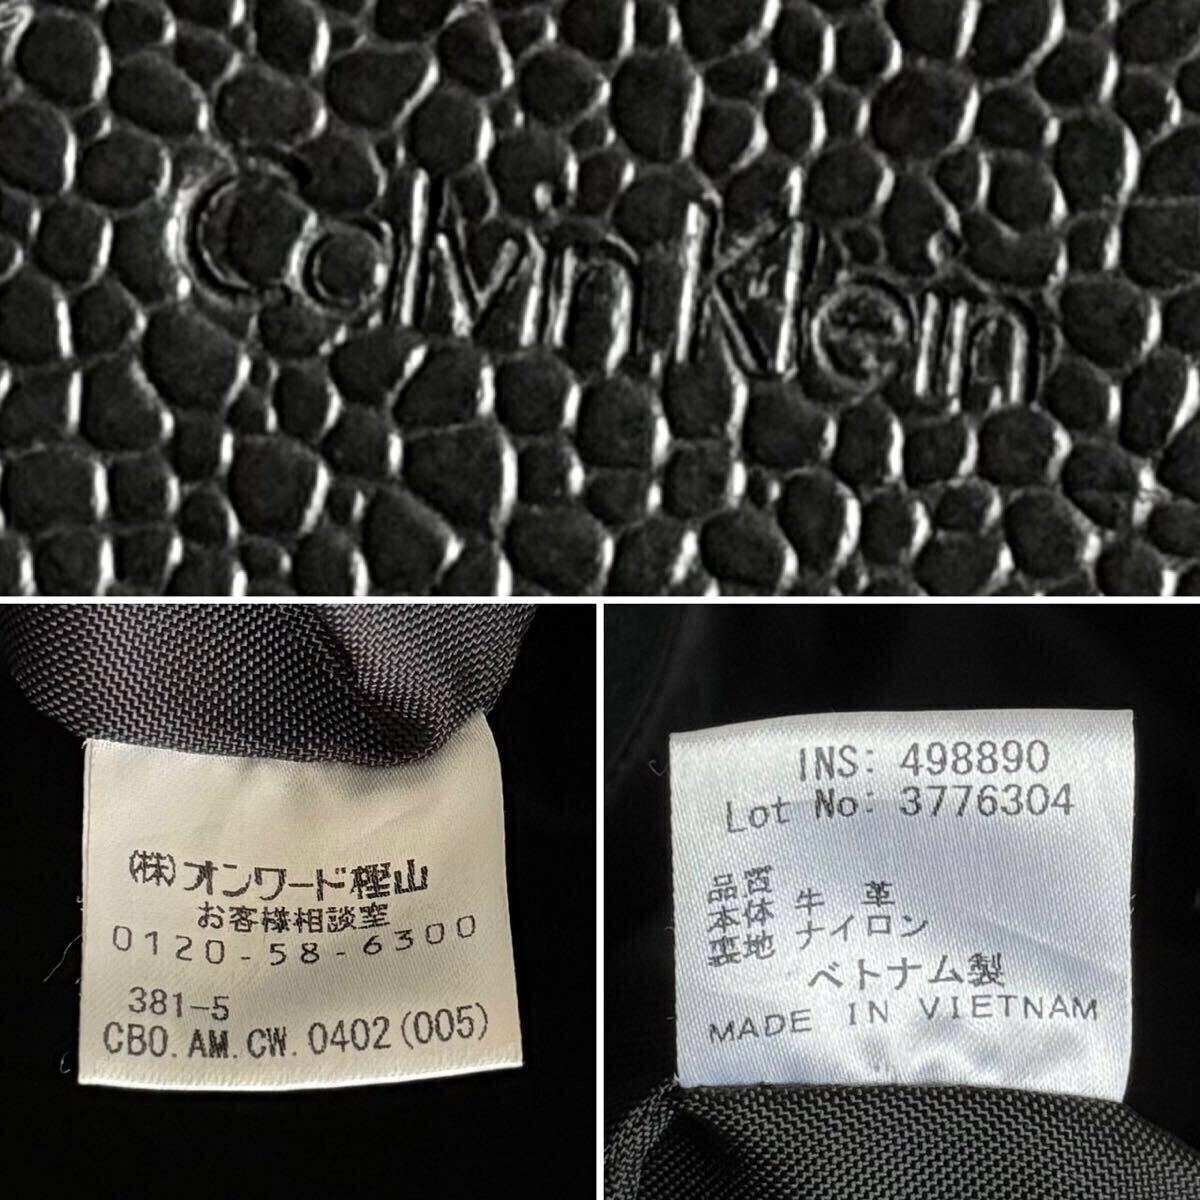 Calvin Klein
(株)オンワード樫山
お客様相談室
0120-58-6300
381-5
CBO.AM.CW.0402(005)
INS: 498890
Lot No: 3776304
品質
本体 牛 革
裏地 ナイロン
ベトナム製
MADE IN VIETNAM